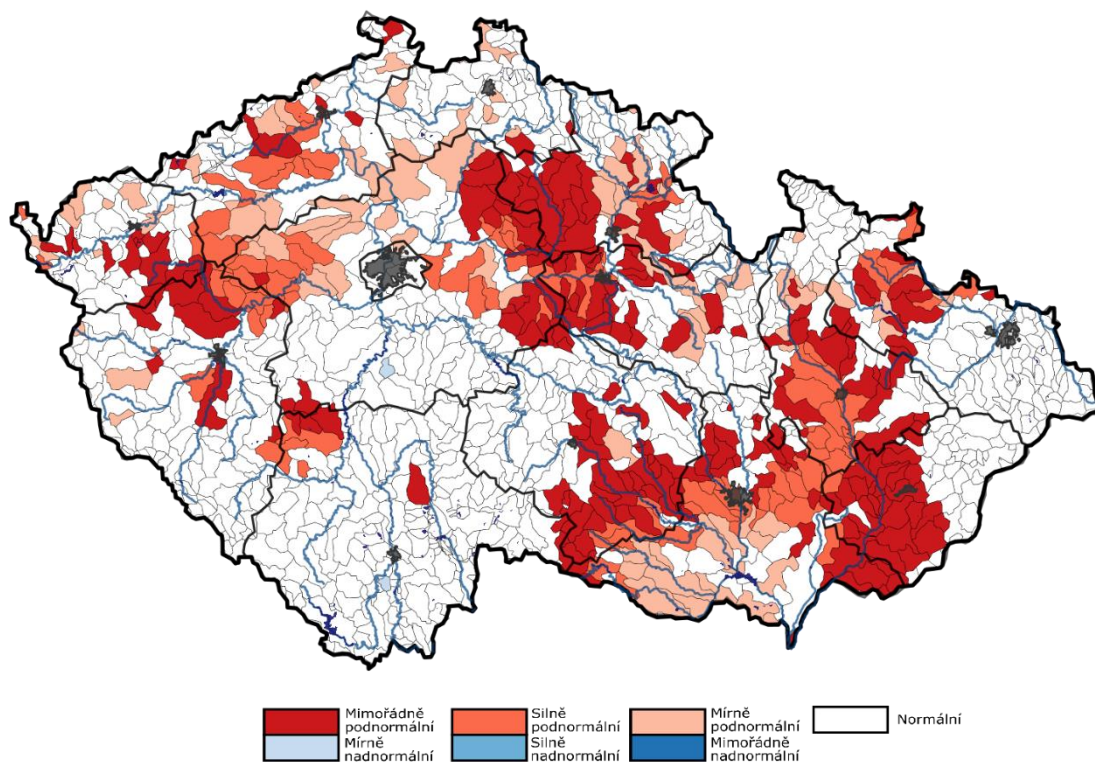 Mimořádně
podnormální
Silně
podnormální
Mírně
podnormální
Normální
Mírně
nadnormální
Silně
nadnormální
Mimořádně
nadnormální